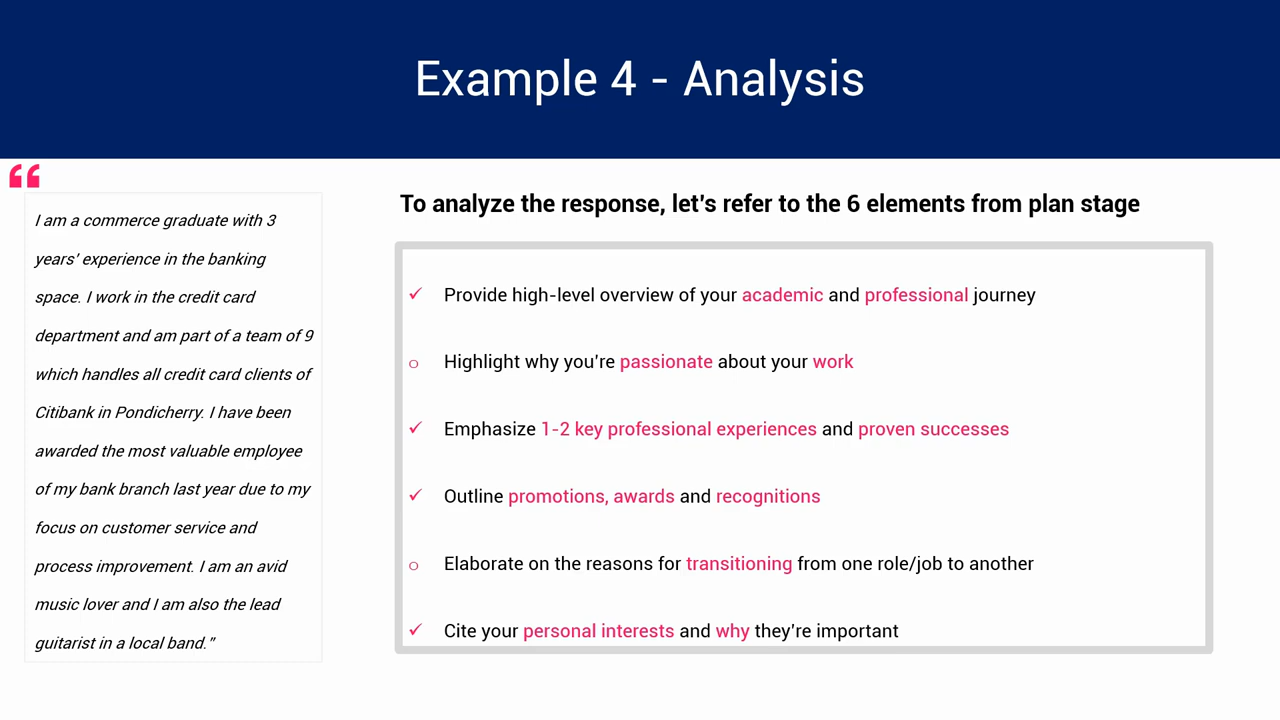 Example 4 - Analysis
“
I am a commerce graduate with 3
years’ experience in the banking
space. I work in the credit card
department and am part of a team of 9
which handles all credit card clients of
Citibank in Pondicherry. I have been
awarded the most valuable employee
of my bank branch last year due to my
focus on customer service and
process improvement. I am an avid
music lover and I am also the lead
guitarist in a local band.”
To analyze the response, let’s refer to the 6 elements from plan stage
✓ Provide high-level overview of your academic and professional journey
o Highlight why you’re passionate about your work
✓ Emphasize 1-2 key professional experiences and proven successes
✓ Outline promotions, awards and recognitions
o Elaborate on the reasons for transitioning from one role/job to another
✓ Cite your personal interests and why they’re important